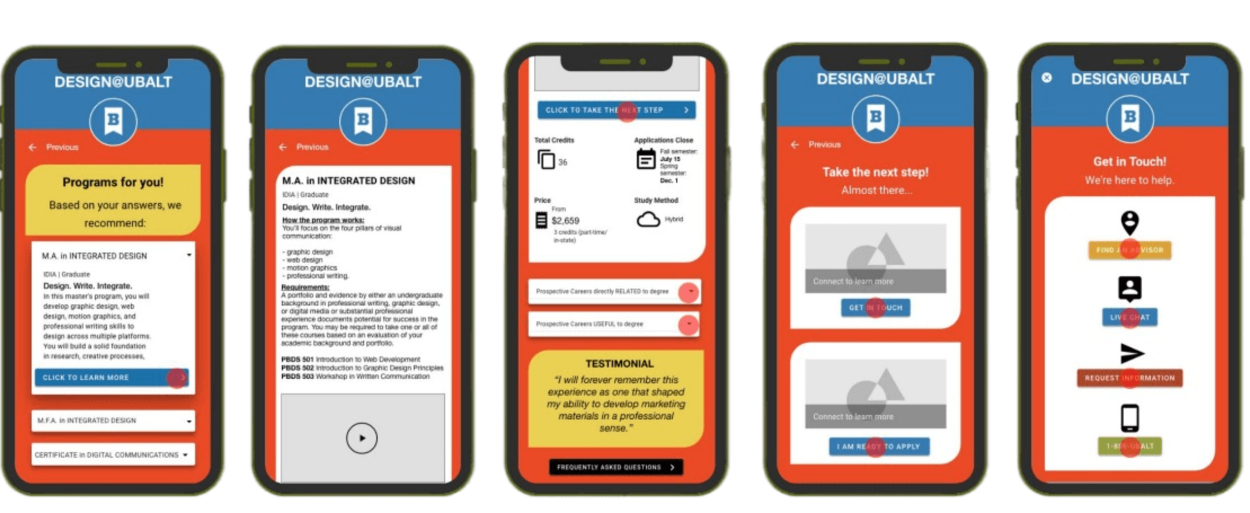 DESIGN@UBALT
B
Previous
Programs for you!
Based on your answers, we
recommend:
M.A. in INTEGRATED DESIGN
IDIA | Graduate
Design. Write. Integrate.
In this master's program, you will
develop graphic design, web
design, motion graphics, and
professional writing skills to
design across multiple platforms.
You will build a solid foundation
in research, creative processes,
CLICK TO LEARN MORE
M.F.A. in INTEGRATED DESIGN
CERTIFICATE in DIGITAL COMMUNICATIONS
DESIGN@UBALT
B
Previous
M.A. in INTEGRATED DESIGN
IDIA | Graduate
Design. Write. Integrate.
How the program works:
You'll focus on the four pillars of visual
communication:
- graphic design
- web design
- motion graphics
- professional writing.
Requirements:
A portfolio and evidence by either an undergraduate
background in professional writing, graphic design,
or digital media or substantial professional
experience documents potential for success in the
program. You may be required to take one or all of
these courses based on an evaluation of your
academic background and portfolio.
PBDS 501 Introduction to Web Development
PBDS 502 Introduction to Graphic Design Principles
PBDS 503 Workshop in Written Communication
CLICK TO TAKE THE NEXT STEP
Total Credits
36
Applications Close
Fall semester:
July 15
Spring
semester:
Dec. 1
Price
From
$2,659
3 credits (part-time/
in-state)
Study Method
Hybrid
Prospective Careers directly RELATED to degree
Prospective Careers USEFUL to degree
TESTIMONIAL
"I will forever remember this
experience as one that shaped
my ability to develop marketing
materials in a professional
sense."
FREQUENTLY ASKED QUESTIONS
DESIGN@UBALT
B
Previous
Take the next step!
Almost there...
Connect to learn more
GET IN TOUCH
Connect to learn more
I AM READY TO APPLY
DESIGN@UBALT
B
Get in Touch!
We're here to help.
FIND AN ADVISOR
LIVE CHAT
REQUEST INFORMATION